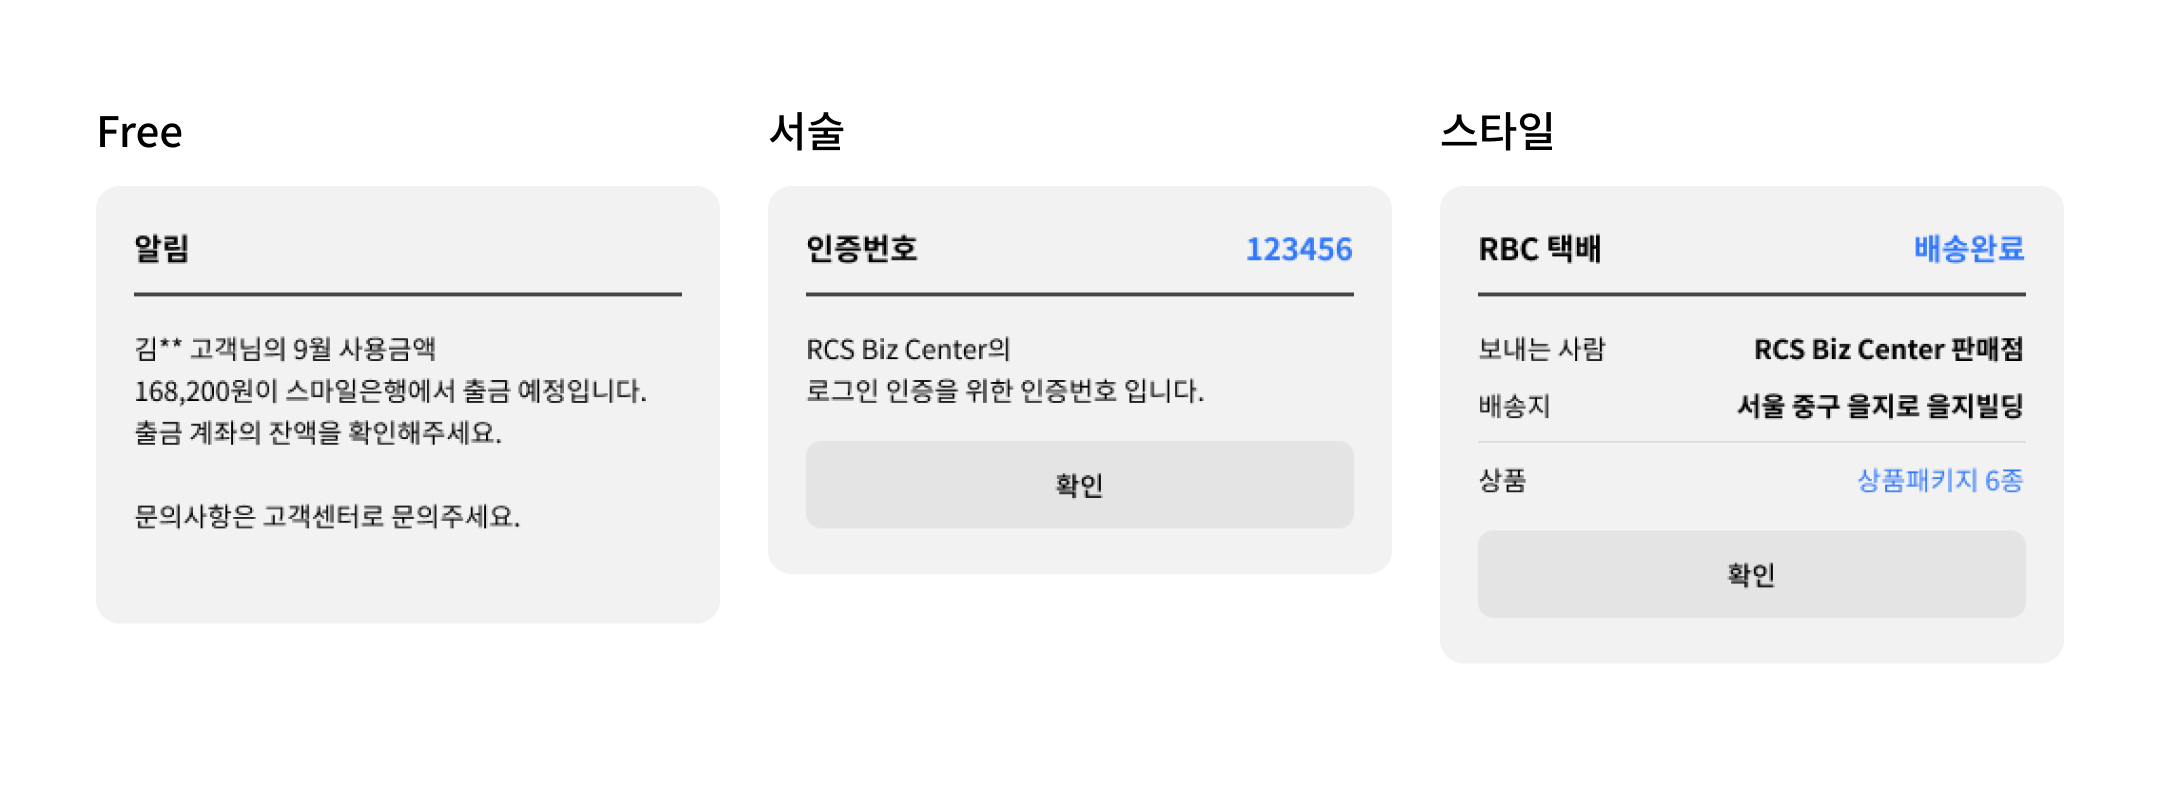 Free
알림
김** 고객님의 9월 사용금액
168,200원이 스마일은행에서 출금 예정입니다.
출금 계좌의 잔액을 확인해주세요.
문의사항은 고객센터로 문의주세요.
서술
인증번호 123456
RCS Biz Center의
로그인 인증을 위한 인증번호 입니다.
확인
스타일
RBC 택배 배송완료
보내는 사람 RCS Biz Center 판매점
배송지 서울 중구 을지로 을지빌딩
상품 상품패키지 6종
확인